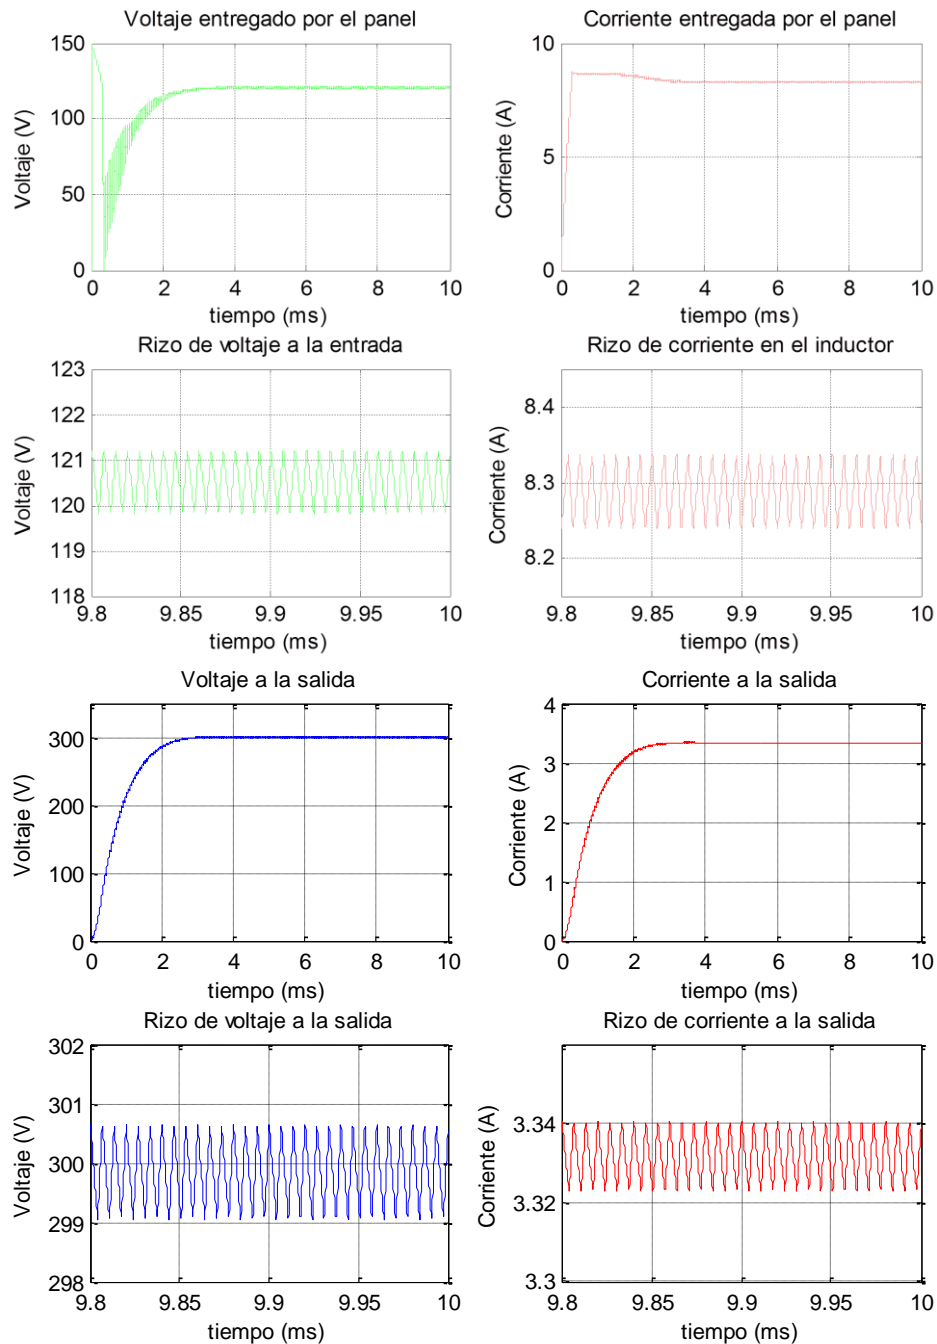 Voltaje entregado por el panel
Voltaje (V)
150
100
50
0
0 2 4 6 8 10
tiempo (ms)
Corriente entregada por el panel
Corriente (A)
10
5
0
0 2 4 6 8 10
tiempo (ms)
Rizo de voltaje a la entrada
Voltaje (V)
123
122
121
120
119
118
9.8 9.85 9.9 9.95 10
tiempo (ms)
Rizo de corriente en el inductor
Corriente (A)
8.4
8.3
8.2
9.8 9.85 9.9 9.95 10
tiempo (ms)
Voltaje a la salida
Voltaje (V)
300
200
100
0
0 2 4 6 8 10
tiempo (ms)
Corriente a la salida
Corriente (A)
4
3
2
1
0
0 2 4 6 8 10
tiempo (ms)
Rizo de voltaje a la salida
Voltaje (V)
302
301
300
299
298
9.8 9.85 9.9 9.95 10
tiempo (ms)
Rizo de corriente a la salida
Corriente (A)
3.34
3.32
3.3
9.8 9.85 9.9 9.95 10
tiempo (ms)